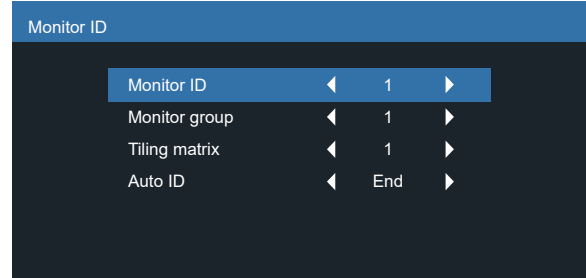 Monitor ID
Monitor ID 1
Monitor group 1
Tiling matrix 1
Auto ID End